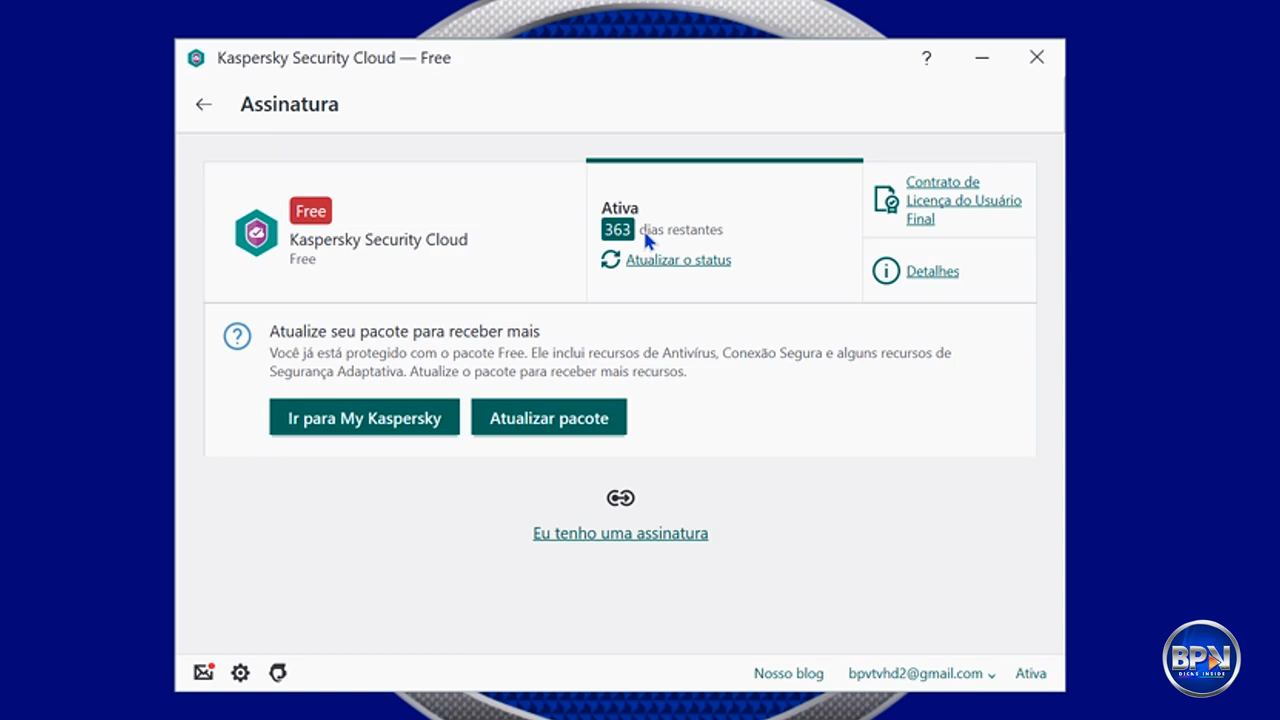 Kaspersky Security Cloud — Free
?
Assinatura
Free
Kaspersky Security Cloud
Free
Ativa
363 dias restantes
Atualizar o status
Contrato de
Licença do Usuário
Final
Detalhes
Atualize seu pacote para receber mais
Você já está protegido com o pacote Free. Ele inclui recursos de Antivírus, Conexão Segura e alguns recursos de
Segurança Adaptativa. Atualize o pacote para receber mais recursos.
Ir para My Kaspersky
Atualizar pacote
Eu tenho uma assinatura
Nosso blog
bpvtvhd2@gmail.com
Ativa
BPN
DICAS INSIDE